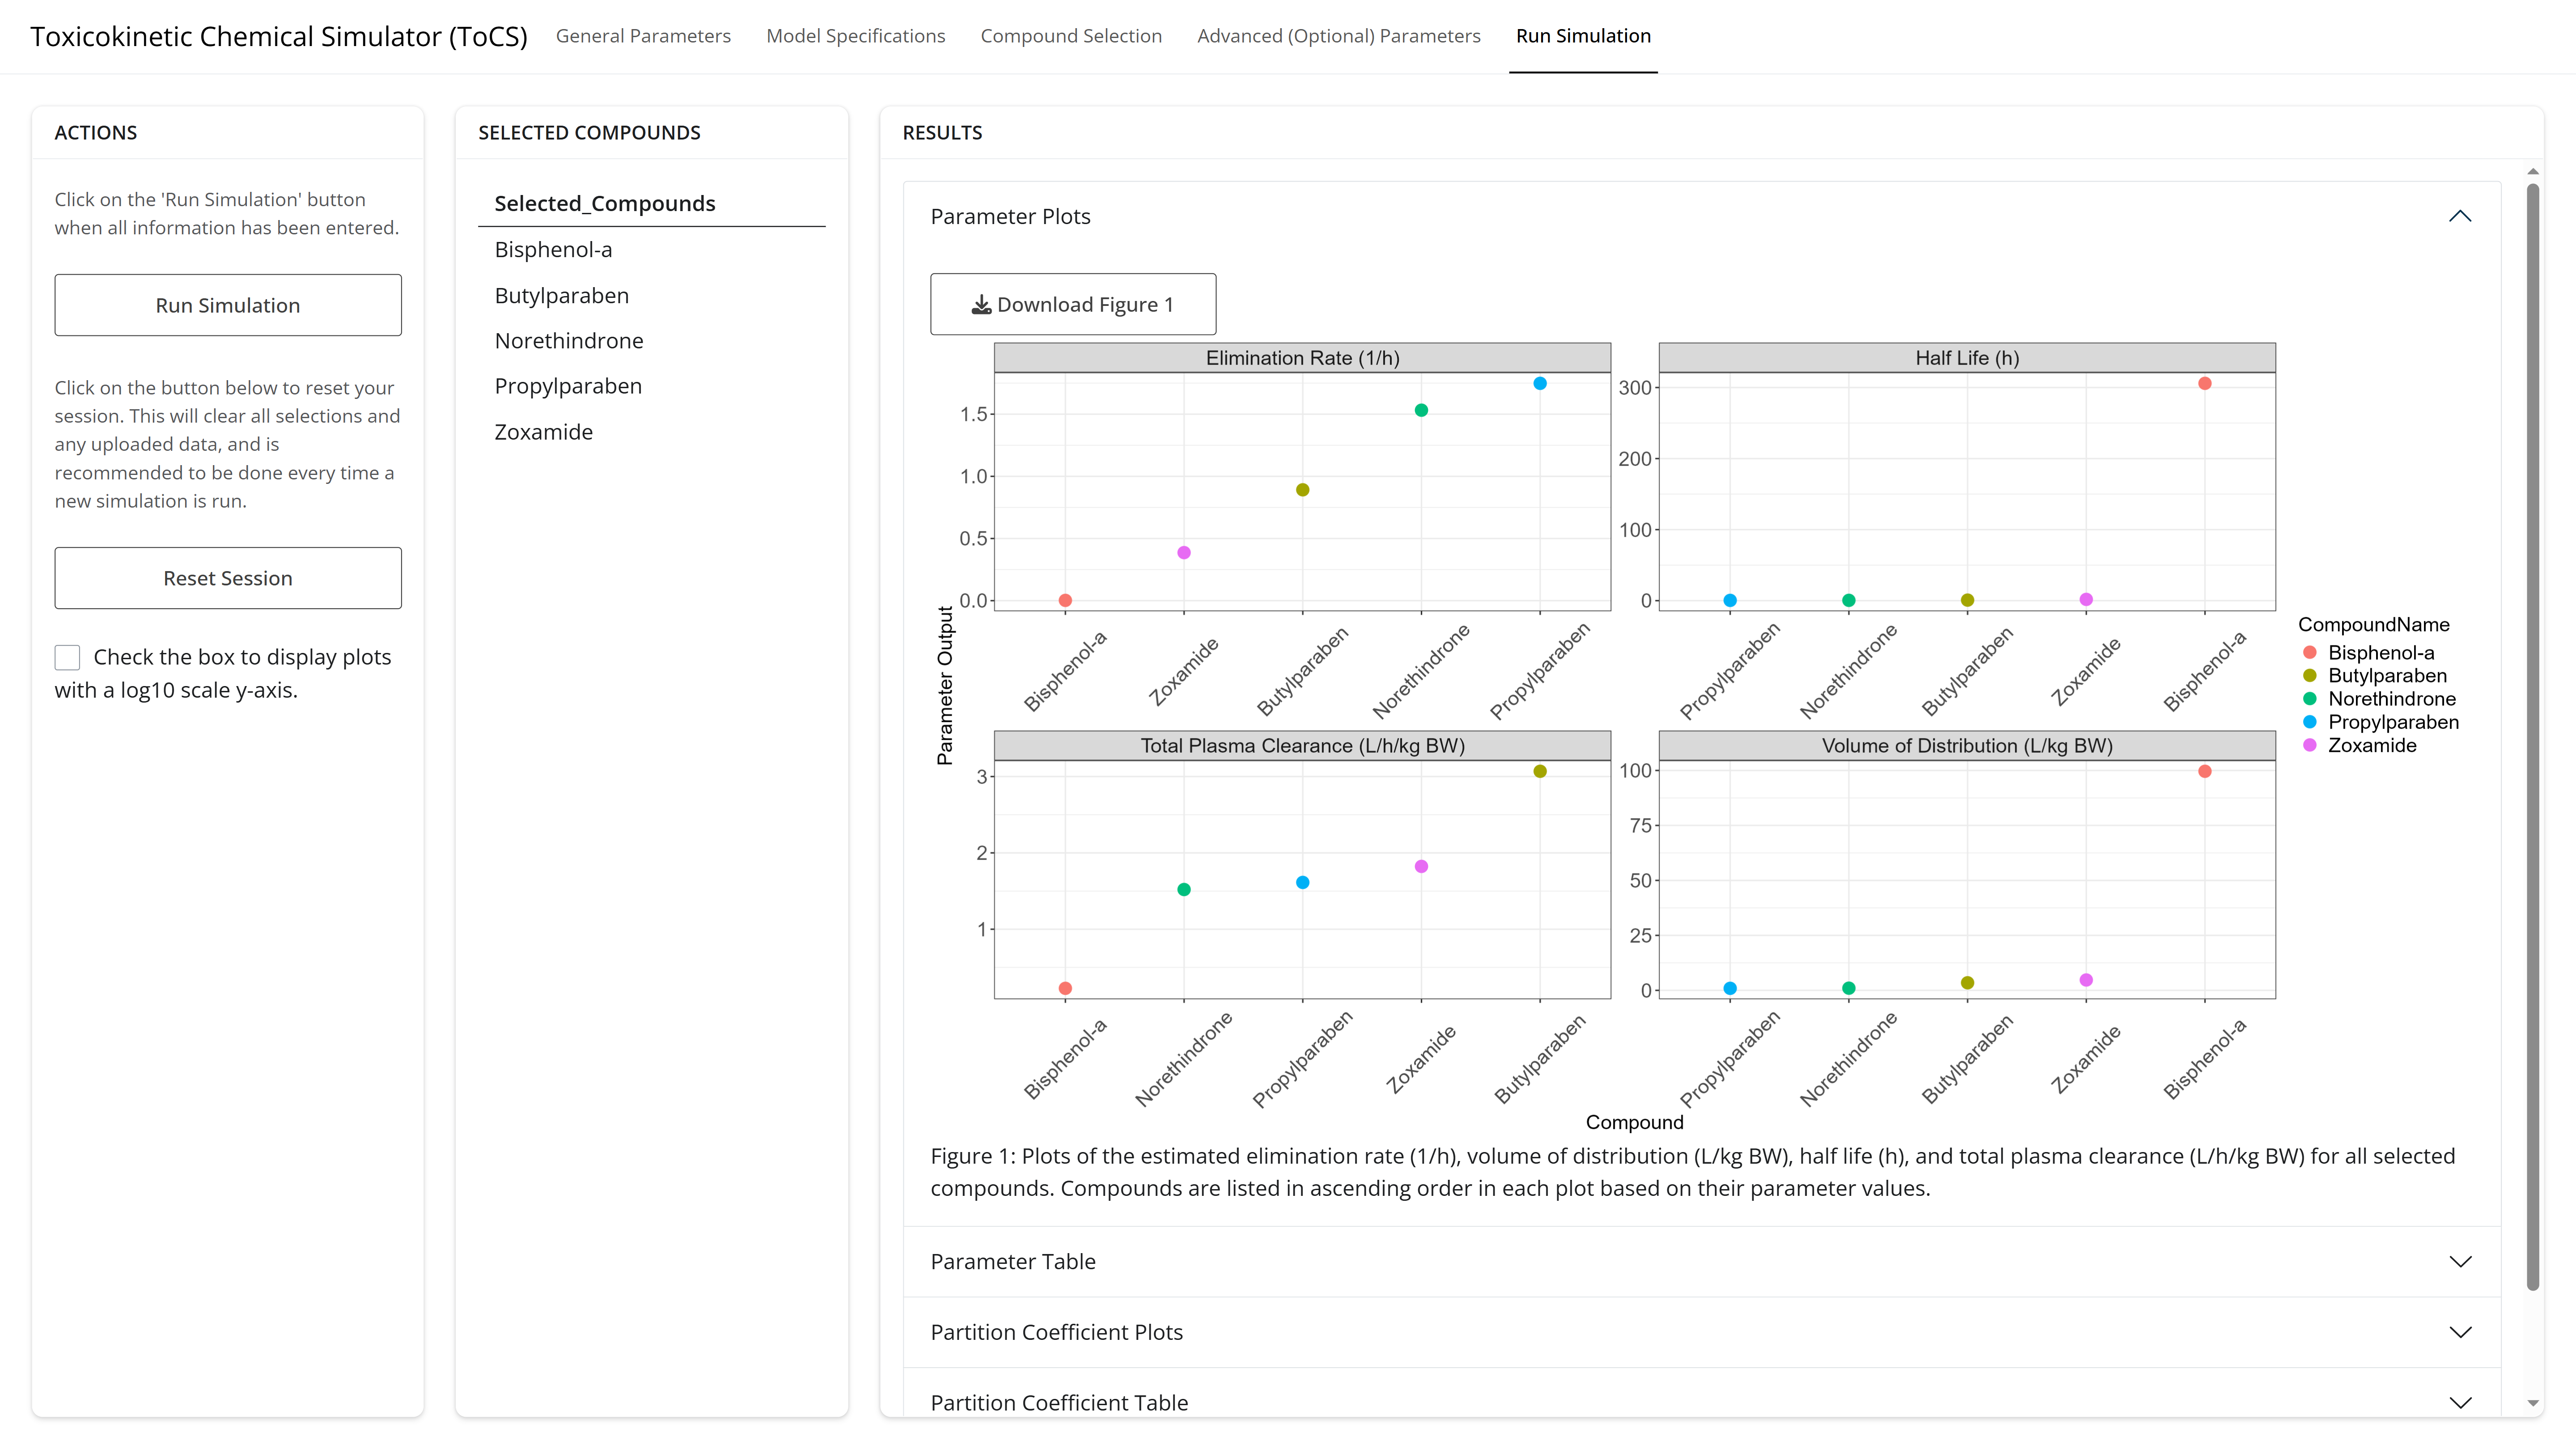 Toxicokinetic Chemical Simulator (ToCS)
General Parameters
Model Specifications
Compound Selection
Advanced (Optional) Parameters
Run Simulation
ACTIONS
Click on the 'Run Simulation' button
when all information has been entered.
Run Simulation
Click on the button below to reset your
session. This will clear all selections and
any uploaded data, and is
recommended to be done every time a
new simulation is run.
Reset Session
Check the box to display plots
with a log10 scale y-axis.
SELECTED COMPOUNDS
Selected_Compounds
Bisphenol-a
Butylparaben
Norethindrone
Propylparaben
Zoxamide
RESULTS
Parameter Plots
Download Figure 1
Parameter Output
Elimination Rate (1/h)
1.5
1.0
0.5
0.0
Bisphenol-a
Zoxamide
Butylparaben
Norethindrone
Propylparaben
Half Life (h)
300
200
100
0
Propylparaben
Norethindrone
Butylparaben
Zoxamide
Bisphenol-a
Total Plasma Clearance (L/h/kg BW)
3
2
1
Bisphenol-a
Norethindrone
Propylparaben
Zoxamide
Butylparaben
Volume of Distribution (L/kg BW)
100
75
50
25
0
Propylparaben
Norethindrone
Butylparaben
Zoxamide
Bisphenol-a
Compound
CompoundName
Bisphenol-a
Butylparaben
Norethindrone
Propylparaben
Zoxamide
Figure 1: Plots of the estimated elimination rate (1/h), volume of distribution (L/kg BW), half life (h), and total plasma clearance (L/h/kg BW) for all selected
compounds. Compounds are listed in ascending order in each plot based on their parameter values.
Parameter Table
Partition Coefficient Plots
Partition Coefficient Table